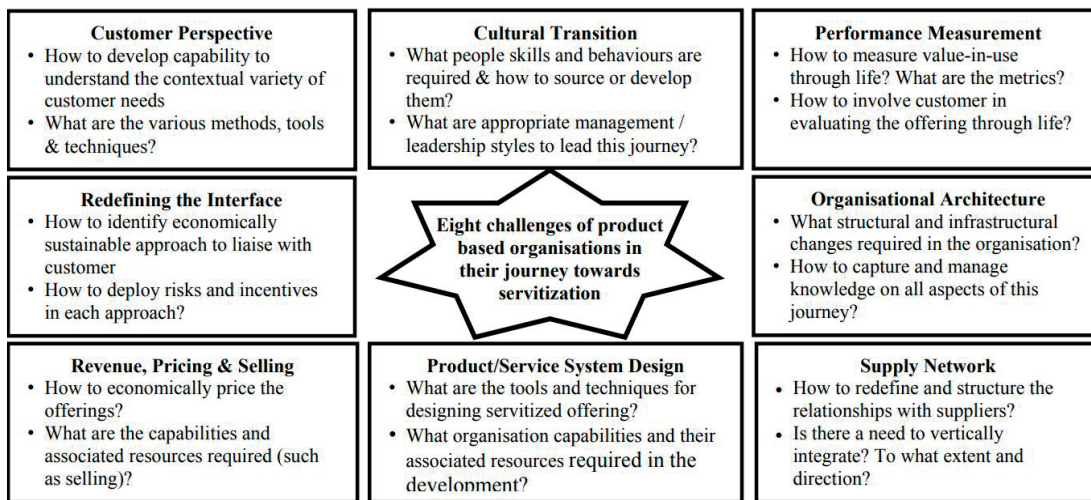 Customer Perspective
• How to develop capability to
understand the contextual variety of
customer needs
• What are the various methods, tools
& techniques?
Cultural Transition
• What people skills and behaviours are
required & how to source or develop
them?
• What are appropriate management /
leadership styles to lead this journey?
Performance Measurement
• How to measure value-in-use
through life? What are the metrics?
• How to involve customer in
evaluating the offering through life?
Redefining the Interface
• How to identify economically
sustainable approach to liaise with
customer
• How to deploy risks and incentives
in each approach?
Eight challenges of product
based organisations in
their journey towards
servitization
Organisational Architecture
• What structural and infrastructural
changes required in the organisation?
• How to capture and manage
knowledge on all aspects of this
journey?
Revenue, Pricing & Selling
• How to economically price the
offerings?
• What are the capabilities and
associated resources required (such
as selling)?
Product/Service System Design
• What are the tools and techniques for
designing servitized offering?
• What organisation capabilities and their
associated resources required in the
development?
Supply Network
• How to redefine and structure the
relationships with suppliers?
• Is there a need to vertically
integrate? To what extent and
direction?